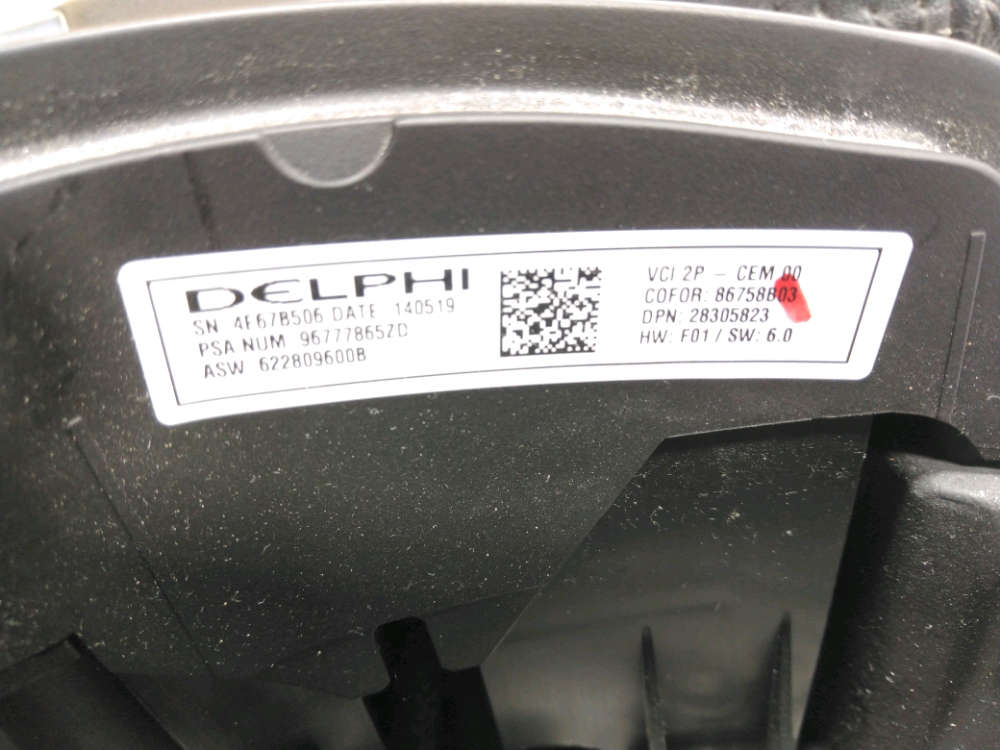 DELPHI
SN 4F67B506 DATE 140519
PSA NUM 967777865ZD
ASW 622809600B
VCI 2P - CEM 00
COFOR: 86758B03
DPN: 28305823
HW: F01 / SW: 6.0